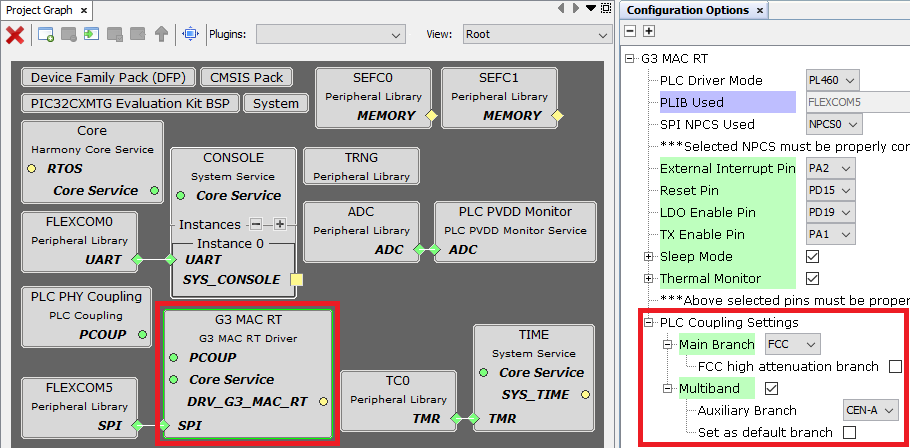 Project Graph
Plugins:
View:
Root
Device Family Pack (DFP)
CMSIS Pack
PIC32CXMTG Evaluation Kit BSP
System
SEFC0
Peripheral Library
MEMORY
SEFC1
Peripheral Library
MEMORY
Core
Harmony Core Service
RTOS
Core Service
CONSOLE
System Service
Core Service
Instances
Instance 0
UART
SYS_CONSOLE
TRNG
Peripheral Library
FLEXCOM0
Peripheral Library
UART
ADC
Peripheral Library
ADC
PLC PVDD Monitor
PLC PVDD Monitor Service
ADC
PLC PHY Coupling
PLC Coupling
PCOUP
G3 MAC RT
G3 MAC RT Driver
PCOUP
Core Service
DRV_G3_MAC_RT
SPI
FLEXCOM5
Peripheral Library
SPI
TC0
Peripheral Library
TMR
TIME
System Service
Core Service
SYS_TIME
TMR
Configuration Options
G3 MAC RT
PLC Driver Mode PL460
PLIB Used FLEXCOM5
SPI NPCS Used NPCS0
***Selected NPCS must be properly con
External Interrupt Pin PA2
Reset Pin PD15
LDO Enable Pin PD19
TX Enable Pin PA1
Sleep Mode
Thermal Monitor
***Above selected pins must be proper
PLC Coupling Settings
Main Branch FCC
FCC high attenuation branch
Multiband
Auxiliary Branch CEN-A
Set as default branch